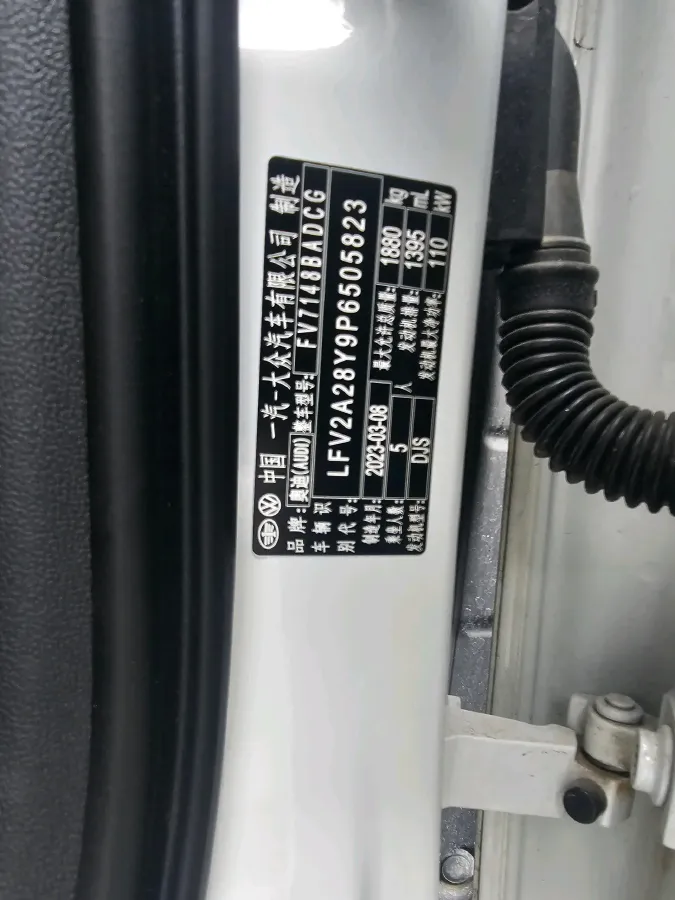 中国 一汽-大众汽车有限公司 制造
品牌: 奥迪(AUDI) 整车型号: FV7148BADCG
车辆识别代号: LFV2A28Y9P6505823
制造年月: 2023-03-08 最大允许总质量: 1880 kg
乘坐人数: 5 人 发动机排量: 1395 mL
发动机型号: DJS 发动机最大净功率: 110 kW